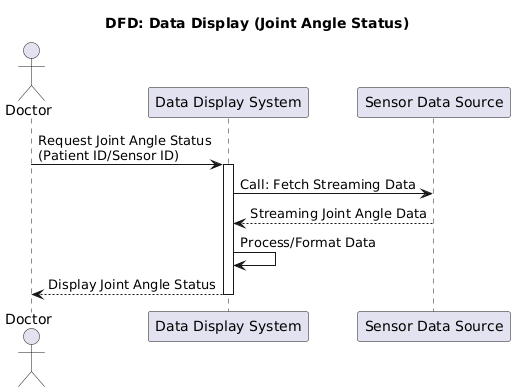 DFD: Data Display (Joint Angle Status)
Doctor
Data Display System
Sensor Data Source
Request Joint Angle Status
(Patient ID/Sensor ID)
Call: Fetch Streaming Data
Streaming Joint Angle Data
Process/Format Data
Display Joint Angle Status
Doctor
Data Display System
Sensor Data Source